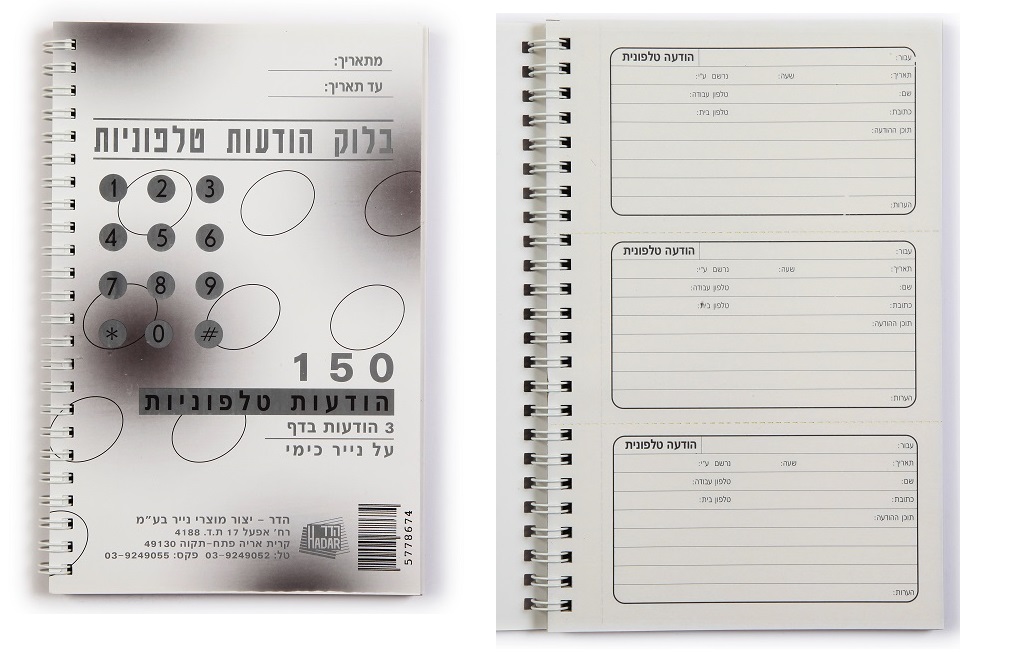 מתאריך:
עד תאריך:
בלוק הודעות טלפוניות
1 2 3
4 5 6
7 8 9
* 0 #
150
הודעות טלפוניות
3 הודעות בדף
על נייר כימי
הדר – יצור מוצרי נייר בע"מ
רח' אפעל 17 ת.ד. 4188
קרית אריה פתח-תקוה 49130
טל: 03-9249052 פקס: 03-9249055
הדר
HADAR
5778674
הודעה טלפונית עבור:
תאריך: שעה: נרשם ע"י:
שם: טלפון עבודה:
כתובת: טלפון בית:
תוכן ההודעה:
הערות:
הודעה טלפונית עבור:
תאריך: שעה: נרשם ע"י:
שם: טלפון עבודה:
כתובת: טלפון בית:
תוכן ההודעה:
הערות:
הודעה טלפונית עבור:
תאריך: שעה: נרשם ע"י:
שם: טלפון עבודה:
כתובת: טלפון בית:
תוכן ההודעה:
הערות: